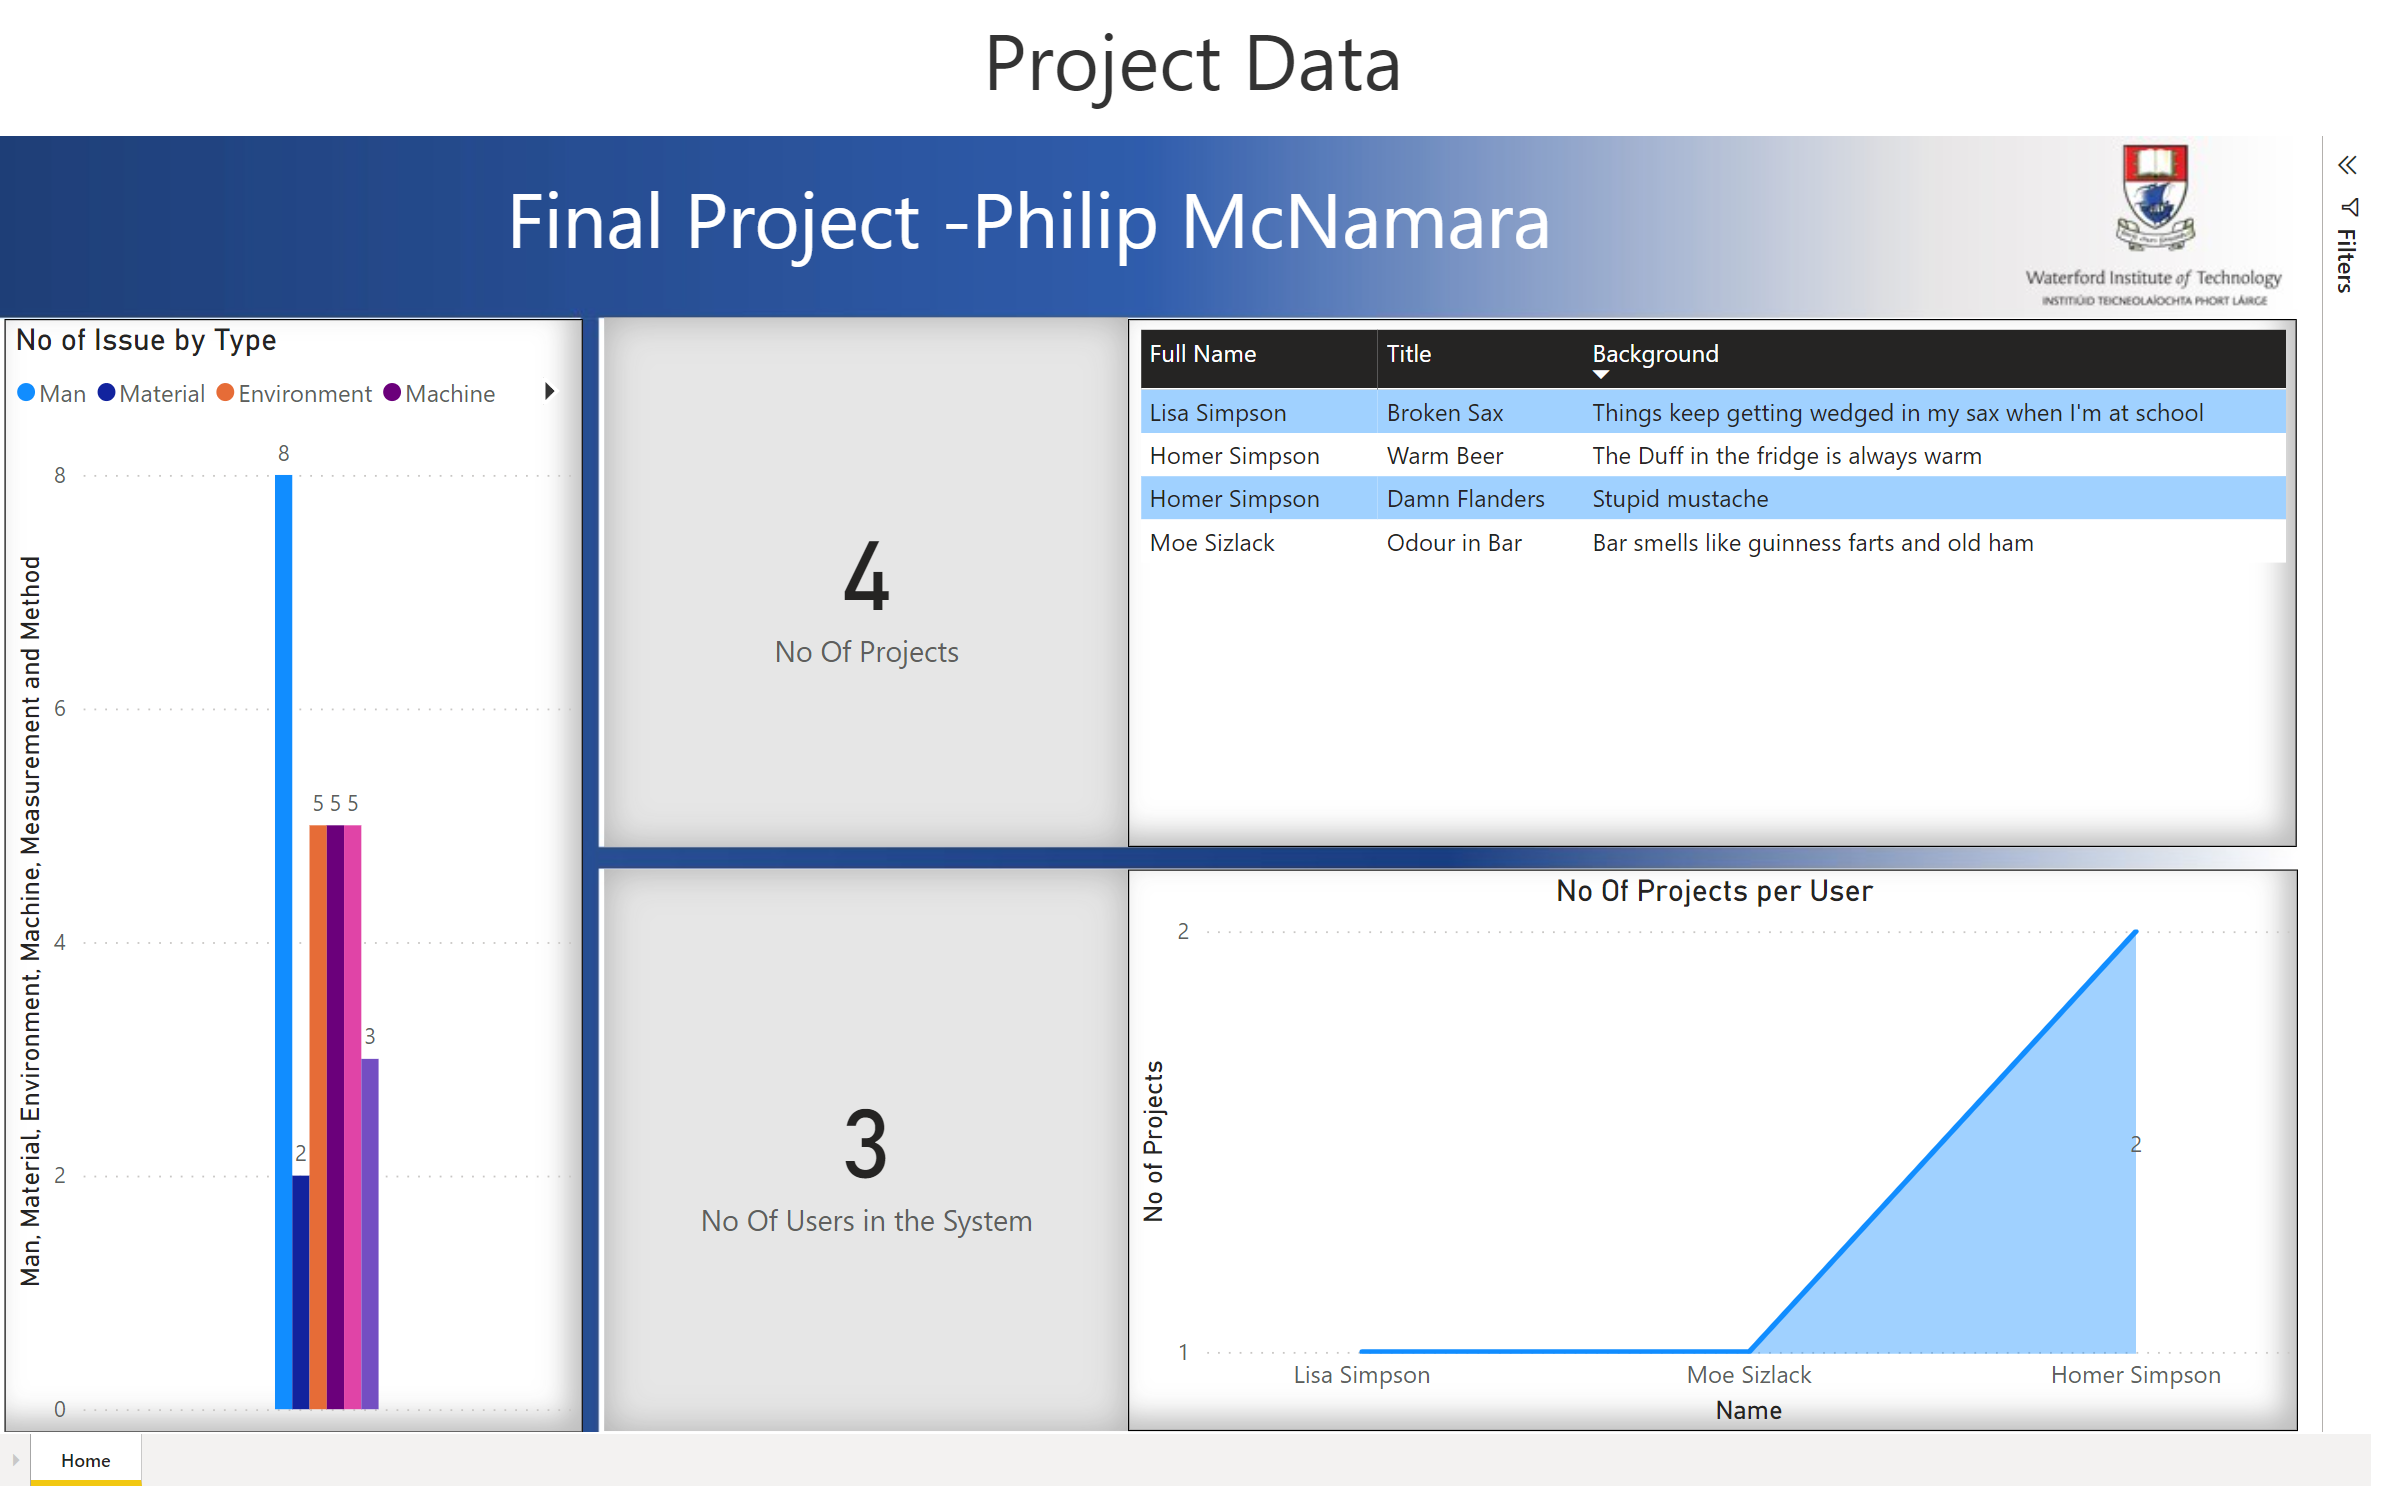 Project Data
Final Project -Philip McNamara
Waterford Institute of Technology
INSTITIÚID TEICNEOLAÍOCHTA PHORT LÁIRGE
Filters
No of Issue by Type
Man Material Environment Machine
Man, Material, Environment, Machine, Measurement and Method
8
6
4
2
0
8
2
5 5 5
3
4
No Of Projects
Full Name Title Background
Lisa Simpson Broken Sax Things keep getting wedged in my sax when I'm at school
Homer Simpson Warm Beer The Duff in the fridge is always warm
Homer Simpson Damn Flanders Stupid mustache
Moe Sizlack Odour in Bar Bar smells like guinness farts and old ham
3
No Of Users in the System
No Of Projects per User
No of Projects
2
1
2
Lisa Simpson Moe Sizlack Homer Simpson
Name
Home